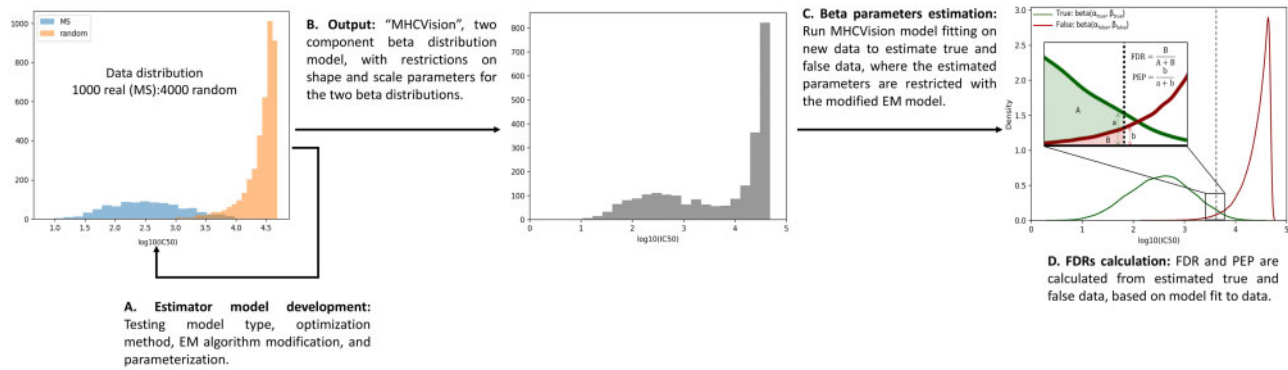 1000
800
600
400
200
0
MS
random
Data distribution
1000 real (MS):4000 random
1.0 1.5 2.0 2.5 3.0 3.5 4.0 4.5
log10(IC50)
A. Estimator model development:
Testing model type, optimization
method, EM algorithm modification, and
parameterization.
B. Output: “MHCVision”, two
component beta distribution
model, with restrictions on
shape and scale parameters for
the two beta distributions.
800
700
600
500
400
300
200
100
0
0 1 2 3 4 5
log10(IC50)
C. Beta parameters estimation:
Run MHCVision model fitting on
new data to estimate true and
false data, where the estimated
parameters are restricted with
the modified EM model.
3.0
2.5
2.0
1.5
1.0
0.5
0.0
Density
True: beta(αtrue, βtrue)
False: beta(αfalse, βfalse)
FDR = B / A + B
PEP = b / a + b
A
a
B
b
0 1 2 3 4 5
log10(IC50)
D. FDRs calculation: FDR and PEP are
calculated from estimated true and
false data, based on model fit to data.